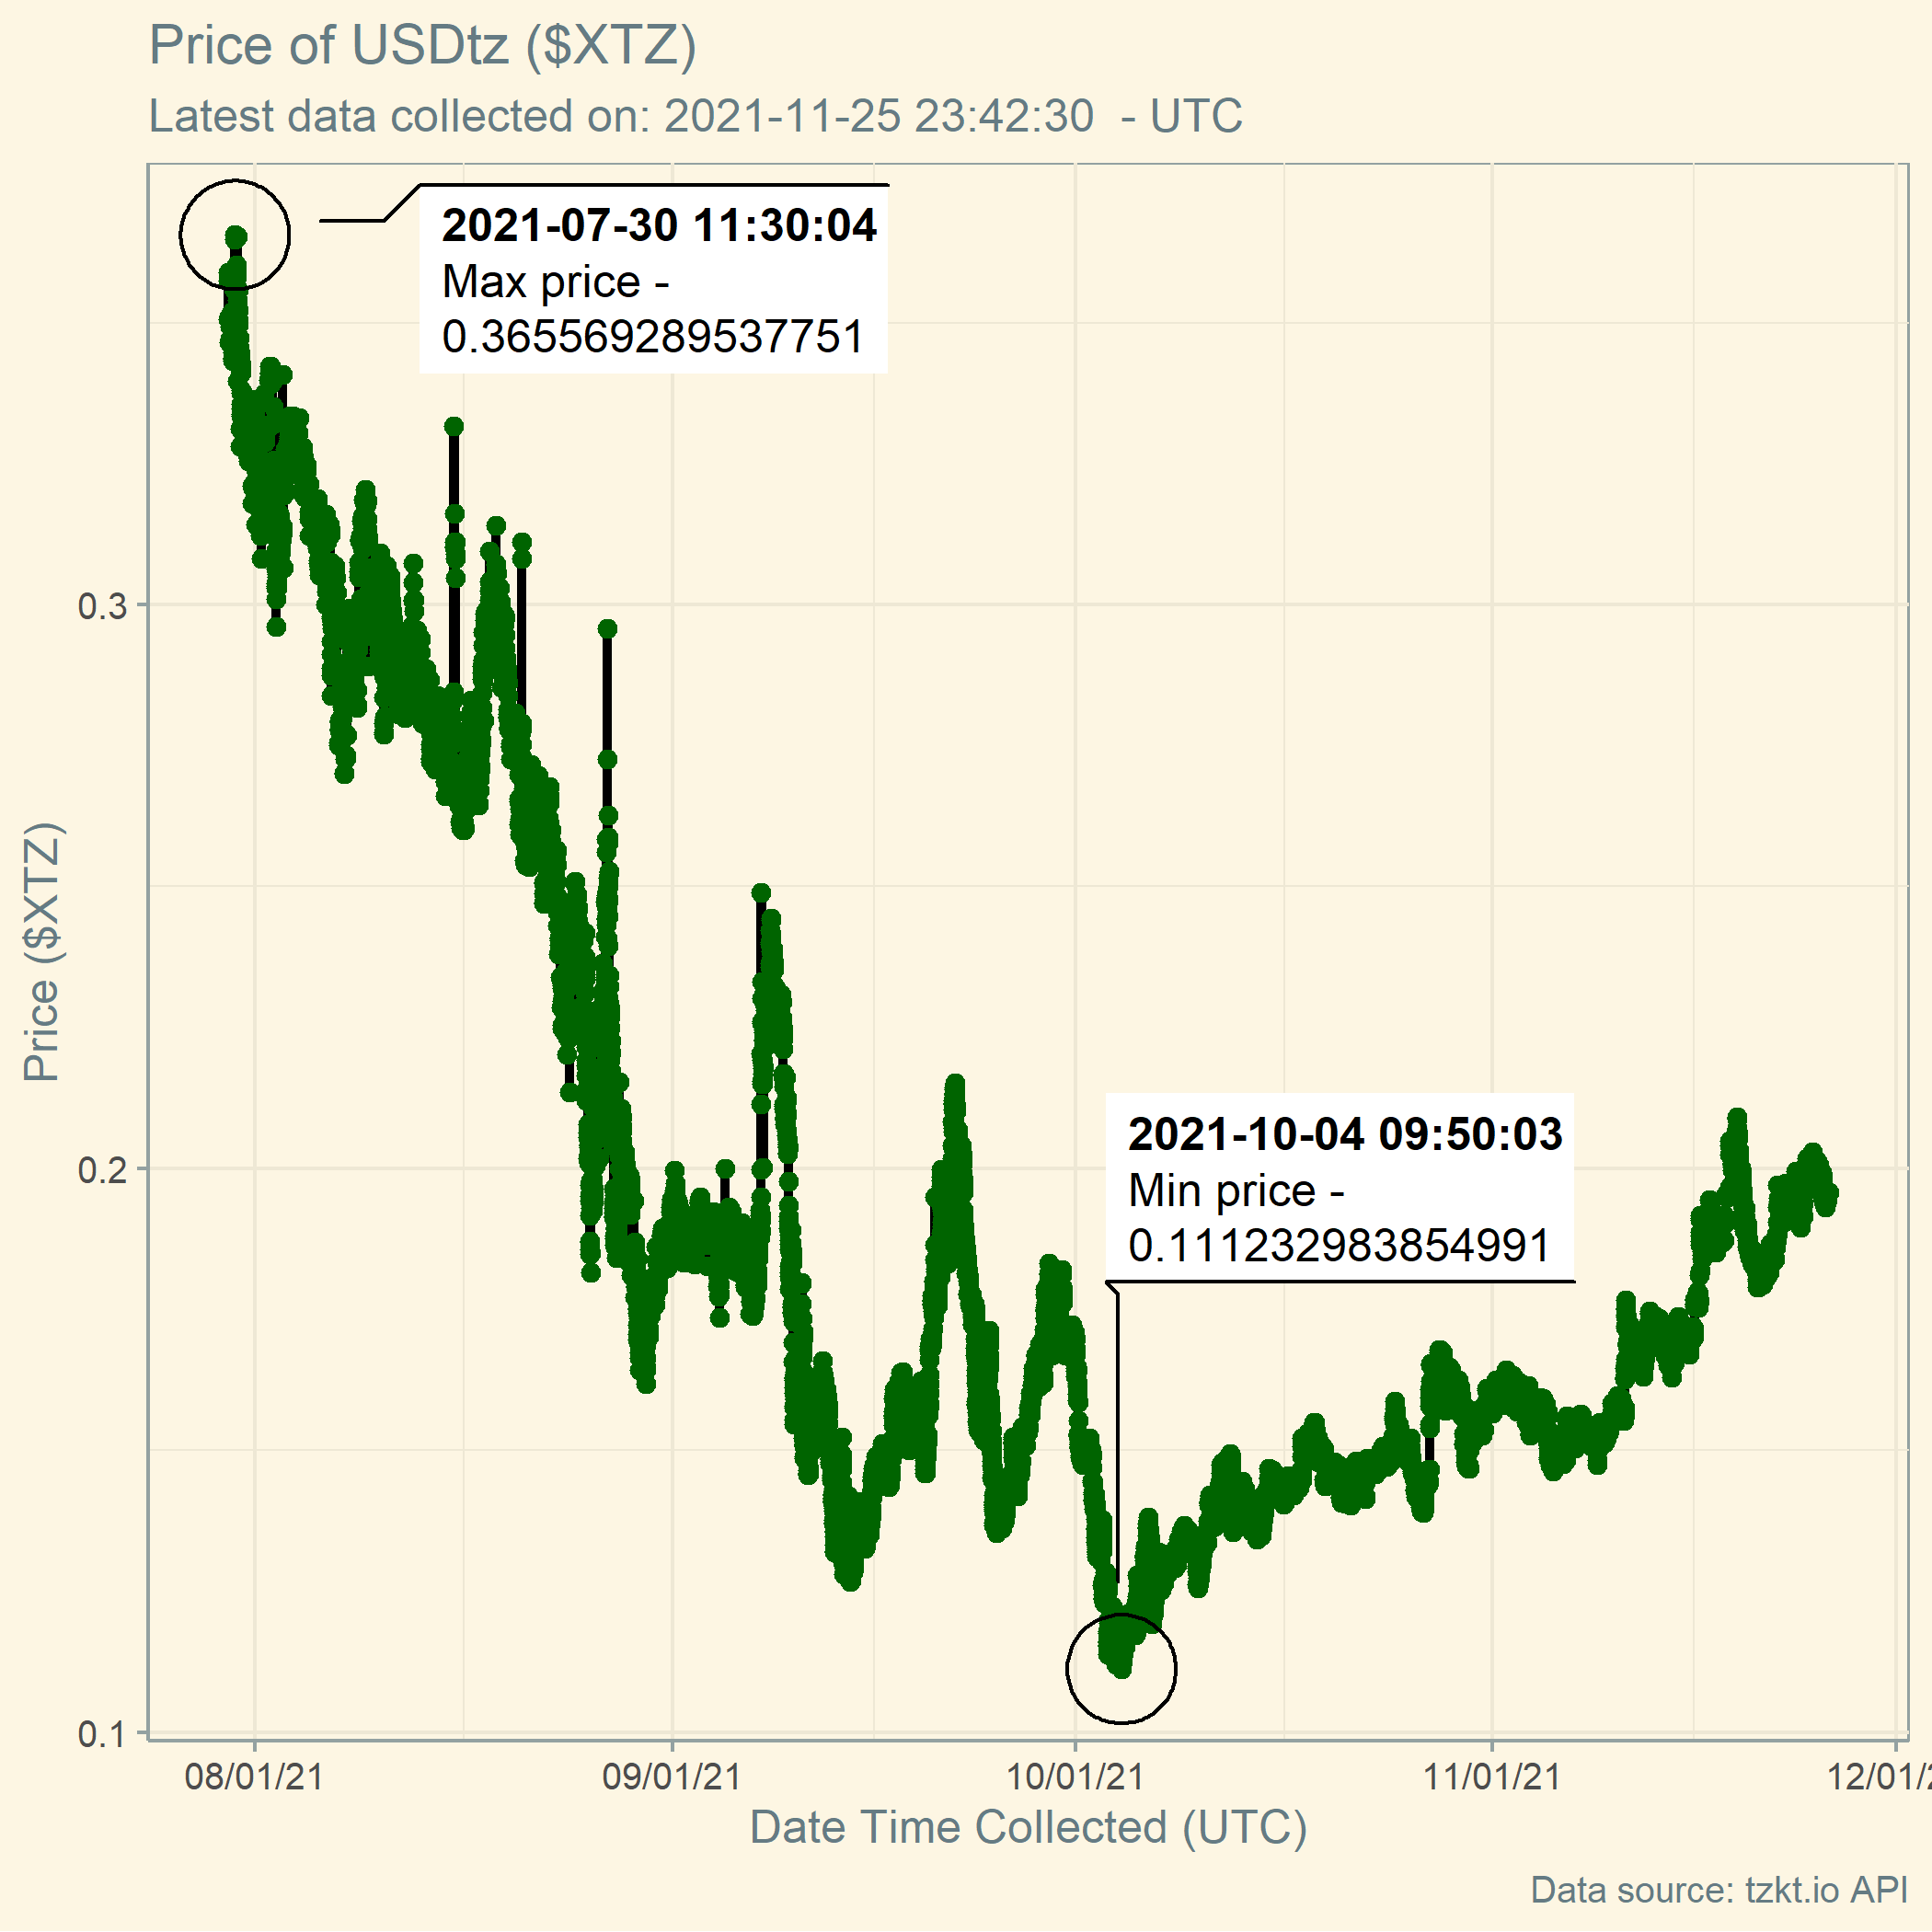 Price of USDtz ($XTZ)
Latest data collected on: 2021-11-25 23:42:30  - UTC
2021-07-30 11:30:04
Max price -
0.365569289537751
2021-10-04 09:50:03
Min price -
0.111232983854991
Price ($XTZ)
0.3
0.2
0.1
08/01/21
09/01/21
10/01/21
11/01/21
12/01/2
Date Time Collected (UTC)
Data source: tzkt.io API